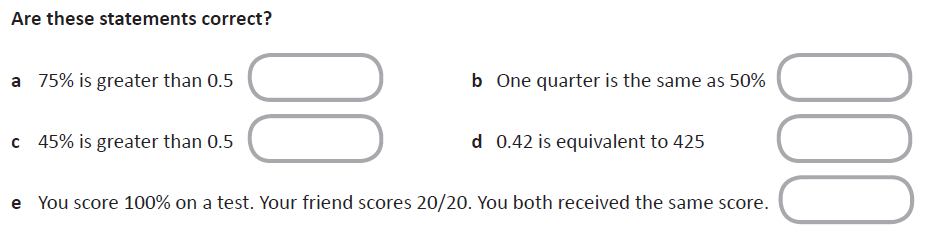 Are these statements correct?
a 75% is greater than 0.5
b One quarter is the same as 50%
c 45% is greater than 0.5
d 0.42 is equivalent to 425
e You score 100% on a test. Your friend scores 20/20. You both received the same score.